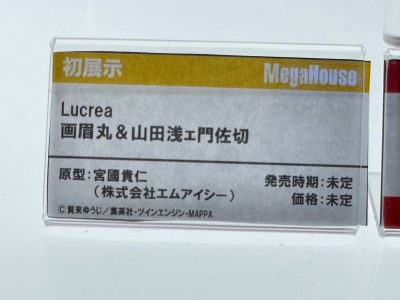 初展示 MegaHouse
Lucrea
画眉丸＆山田浅ェ門佐切
原型：宮國貴仁 発売時期：未定
（株式会社エムアイシー） 価格：未定
©賀来ゆうじ／集英社・ツインエンジン・MAPPA